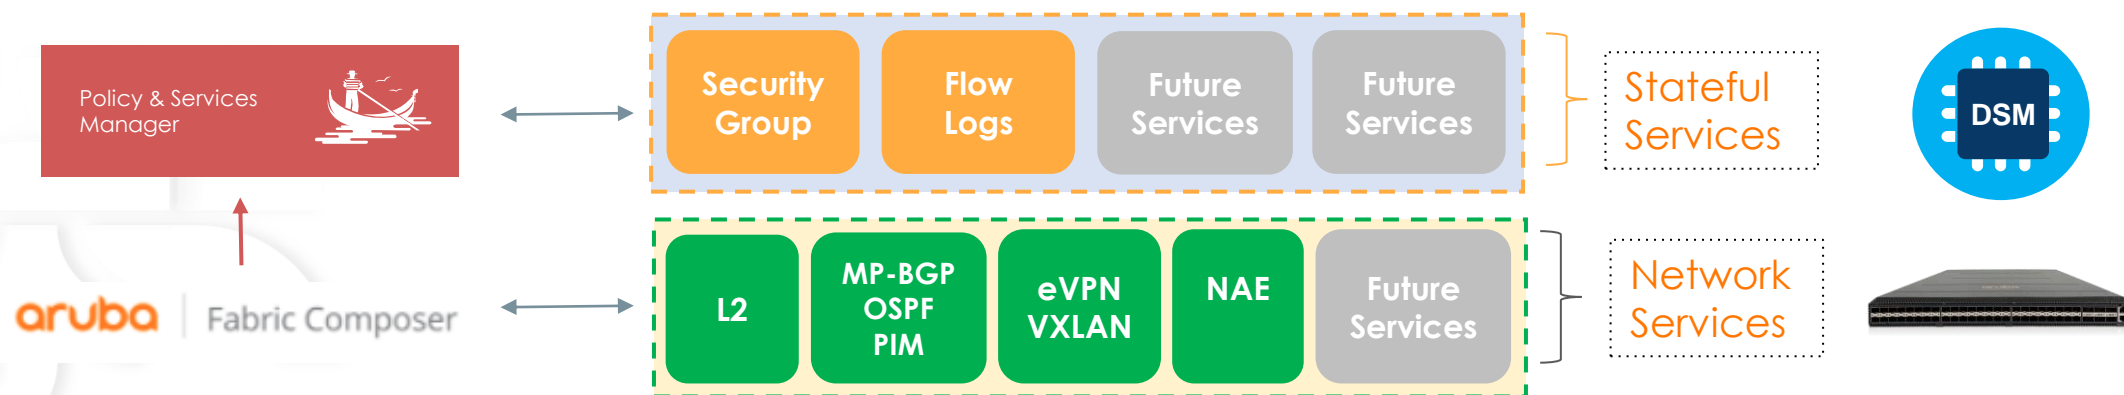 Policy & Services
Manager
Security
Group
Flow
Logs
Future
Services
Future
Services
Stateful
Services
DSM
aruba
Fabric Composer
L2
MP-BGP
OSPF
PIM
eVPN
VXLAN
NAE
Future
Services
Network
Services